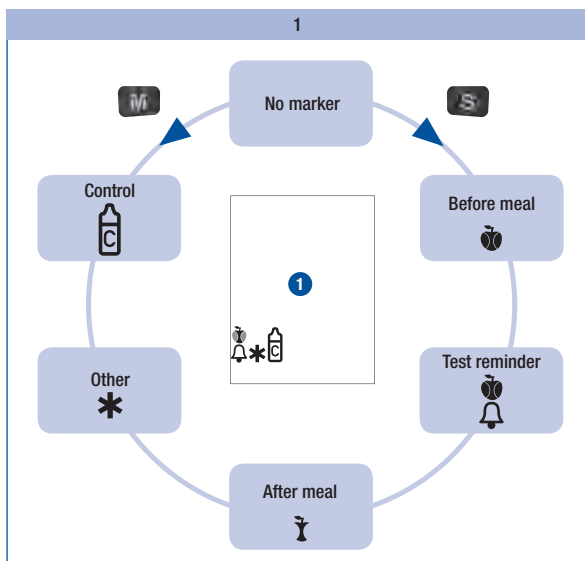 1
M
S
No marker
Control
C
Before meal
1
C
Test reminder
Other
After meal